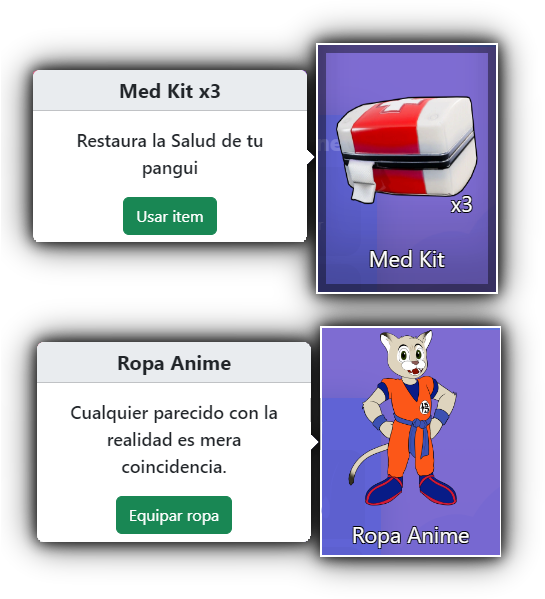 Med Kit x3
Restaura la Salud de tu
pangui
Usar item
x3
Med Kit
Ropa Anime
Cualquier parecido con la
realidad es mera
coincidencia.
Equipar ropa
Ropa Anime